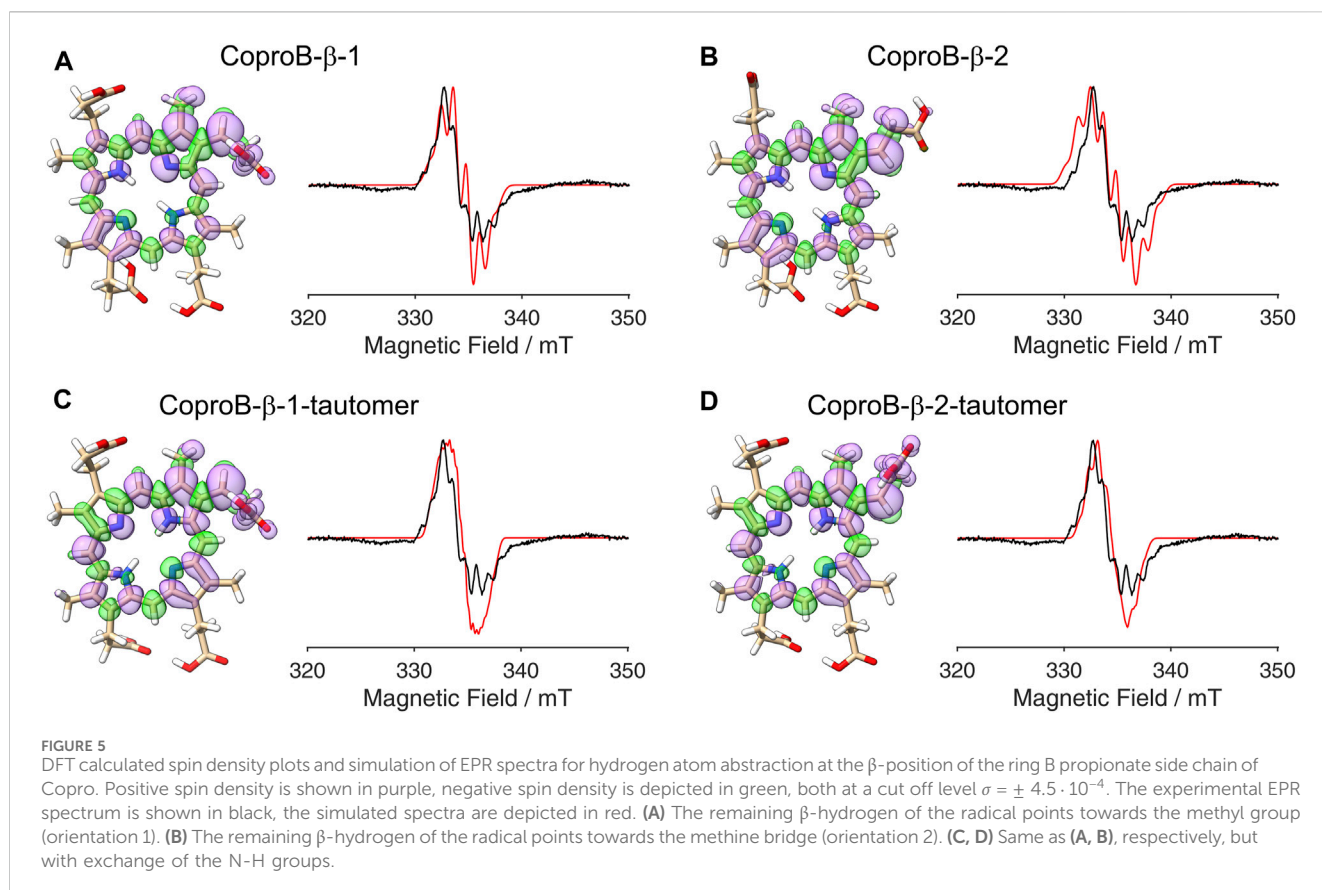 A CoproB-β-1
B CoproB-β-2
320 330 340 350
Magnetic Field / mT
320 330 340 350
Magnetic Field / mT
C CoproB-β-1-tautomer
D CoproB-β-2-tautomer
320 330 340 350
Magnetic Field / mT
320 330 340 350
Magnetic Field / mT
FIGURE 5
DFT calculated spin density plots and simulation of EPR spectra for hydrogen atom abstraction at the β-position of the ring B propionate side chain of
Copro. Positive spin density is shown in purple, negative spin density is depicted in green, both at a cut off level σ = ± 4.5 · 10⁻⁴. The experimental EPR
spectrum is shown in black, the simulated spectra are depicted in red. (A) The remaining β-hydrogen of the radical points towards the methyl group
(orientation 1). (B) The remaining β-hydrogen of the radical points towards the methine bridge (orientation 2). (C, D) Same as (A, B), respectively, but
with exchange of the N-H groups.